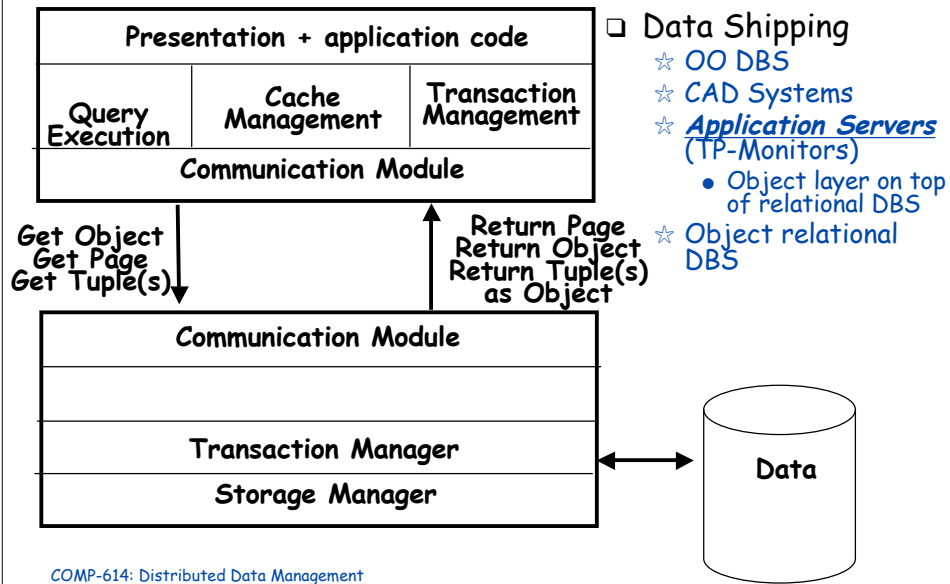 Presentation + application code
Query
Execution
Cache
Management
Transaction
Management
Communication Module
Get Object
Get Page
Get Tuple(s)
Return Page
Return Object
Return Tuple(s)
as Object
Communication Module
Transaction Manager
Storage Manager
Data
❑ Data Shipping
☆ OO DBS
☆ CAD Systems
☆ Application Servers
(TP-Monitors)
• Object layer on top
of relational DBS
☆ Object relational
DBS
COMP-614: Distributed Data Management